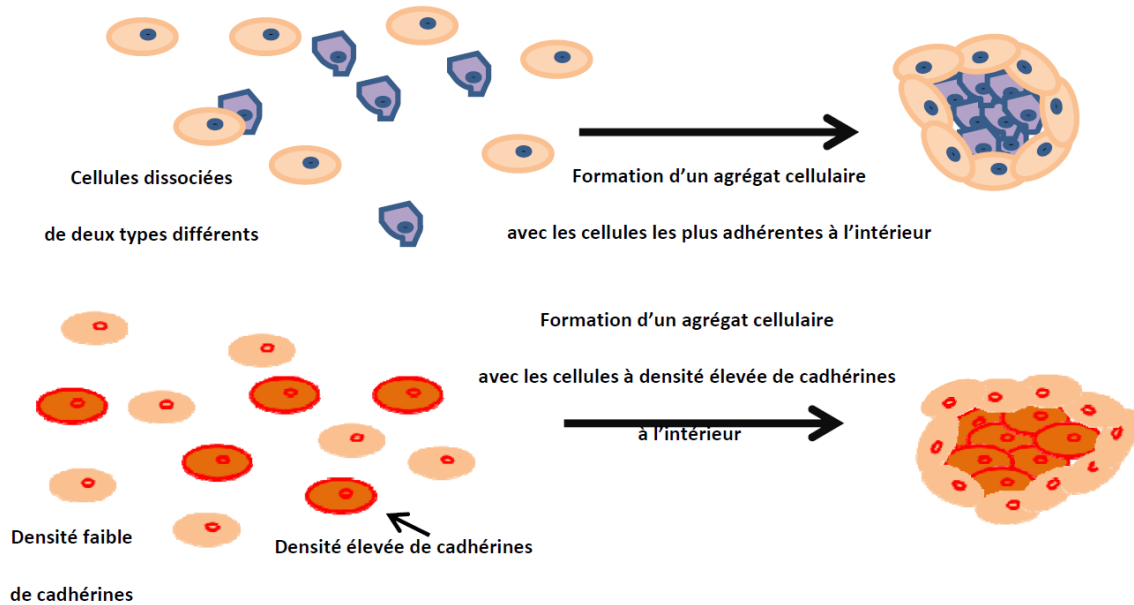 Cellules dissociées
de deux types différents
Formation d’un agrégat cellulaire
avec les cellules les plus adhérentes à l’intérieur
Formation d’un agrégat cellulaire
avec les cellules à densité élevée de cadhérines
à l’intérieur
Densité faible
de cadhérines
Densité élevée de cadhérines